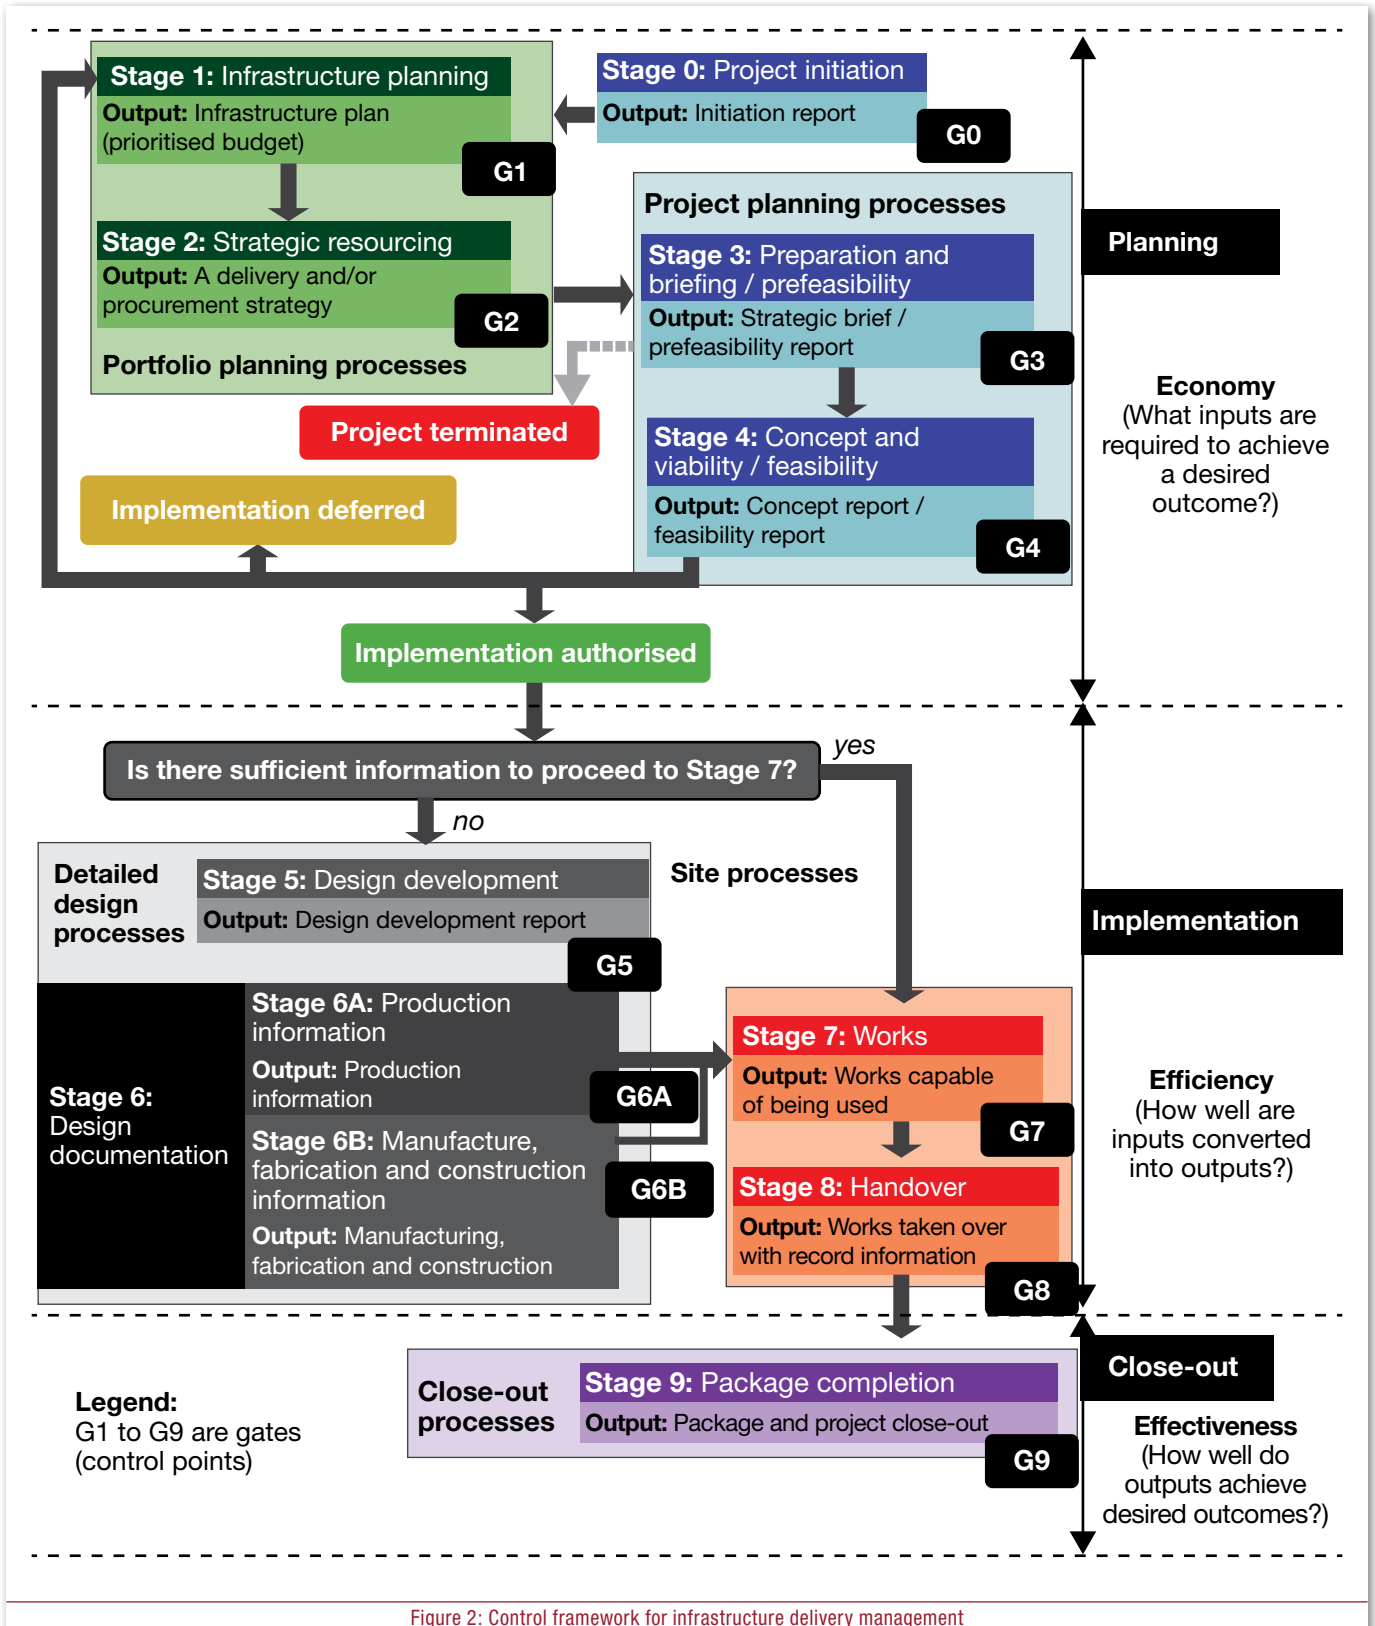 Stage 1: Infrastructure planning
Output: Infrastructure plan
(prioritised budget)
G1
Stage 0: Project initiation
Output: Initiation report
G0
Stage 2: Strategic resourcing
Output: A delivery and/or
procurement strategy
G2
Portfolio planning processes
Project planning processes
Stage 3: Preparation and
briefing / prefeasibility
Output: Strategic brief /
prefeasibility report
G3
Stage 4: Concept and
viability / feasibility
Output: Concept report /
feasibility report
G4
Planning
Economy
(What inputs are
required to achieve
a desired
outcome?)
Project terminated
Implementation deferred
Implementation authorised
Is there sufficient information to proceed to Stage 7?
yes
no
Detailed
design
processes
Stage 5: Design development
Output: Design development report
G5
Site processes
Implementation
Stage 6:
Design
documentation
Stage 6A: Production
information
Output: Production
information
G6A
Stage 6B: Manufacture,
fabrication and construction
information
Output: Manufacturing,
fabrication and construction
G6B
Stage 7: Works
Output: Works capable
of being used
G7
Stage 8: Handover
Output: Works taken over
with record information
G8
Efficiency
(How well are
inputs converted
into outputs?)
Close-out
Close-out
processes
Stage 9: Package completion
Output: Package and project close-out
G9
Effectiveness
(How well do
outputs achieve
desired outcomes?)
Legend:
G1 to G9 are gates
(control points)
Figure 2: Control framework for infrastructure delivery management